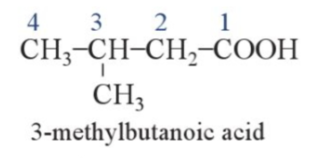 4 3 2 1
CH₃–CH–CH₂–COOH
CH₃
3-methylbutanoic acid